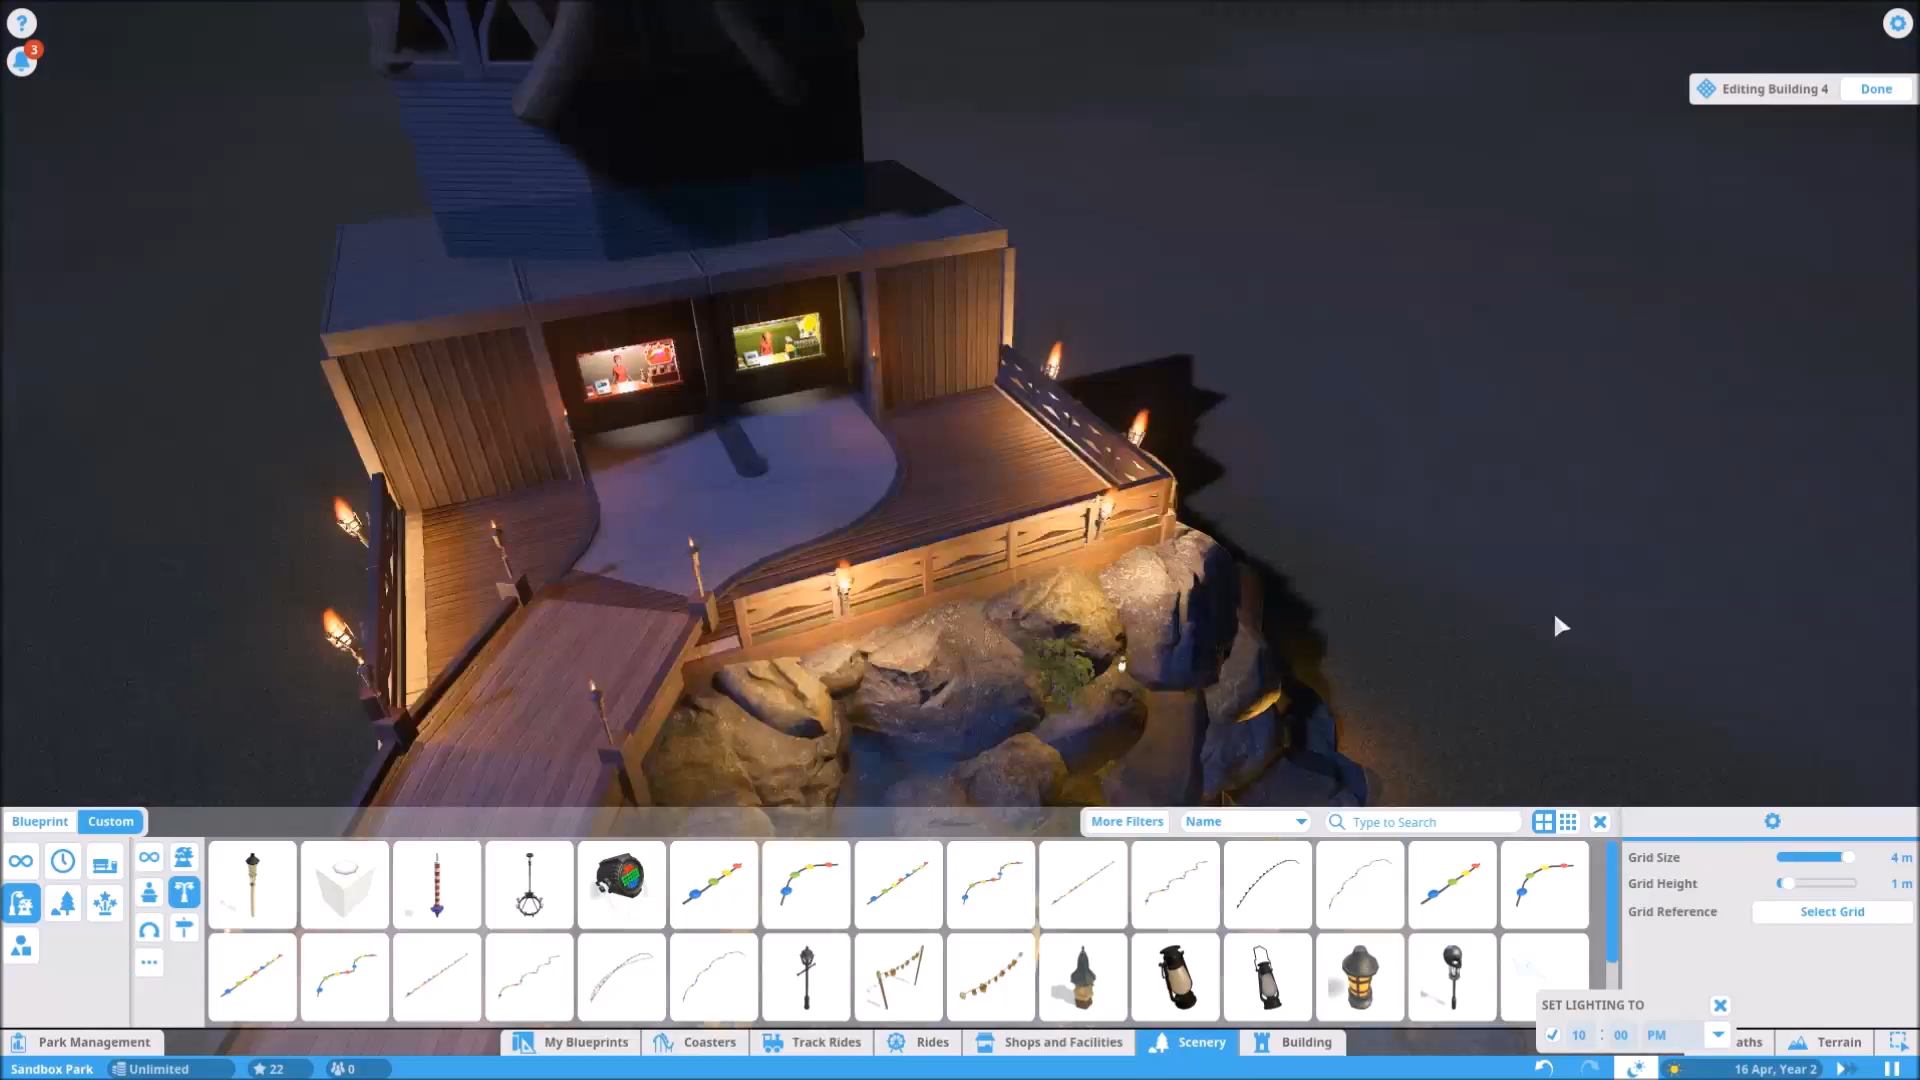 ?
3
Editing Building 4 Done
Blueprint Custom
More Filters Name Type to Search
Grid Size 4 m
Grid Height 1 m
Grid Reference Select Grid
SET LIGHTING TO
10 : 00 PM
Park Management My Blueprints Coasters Track Rides Rides Shops and Facilities Scenery Building aths Terrain
Sandbox Park Unlimited 22 0 16 Apr, Year 2